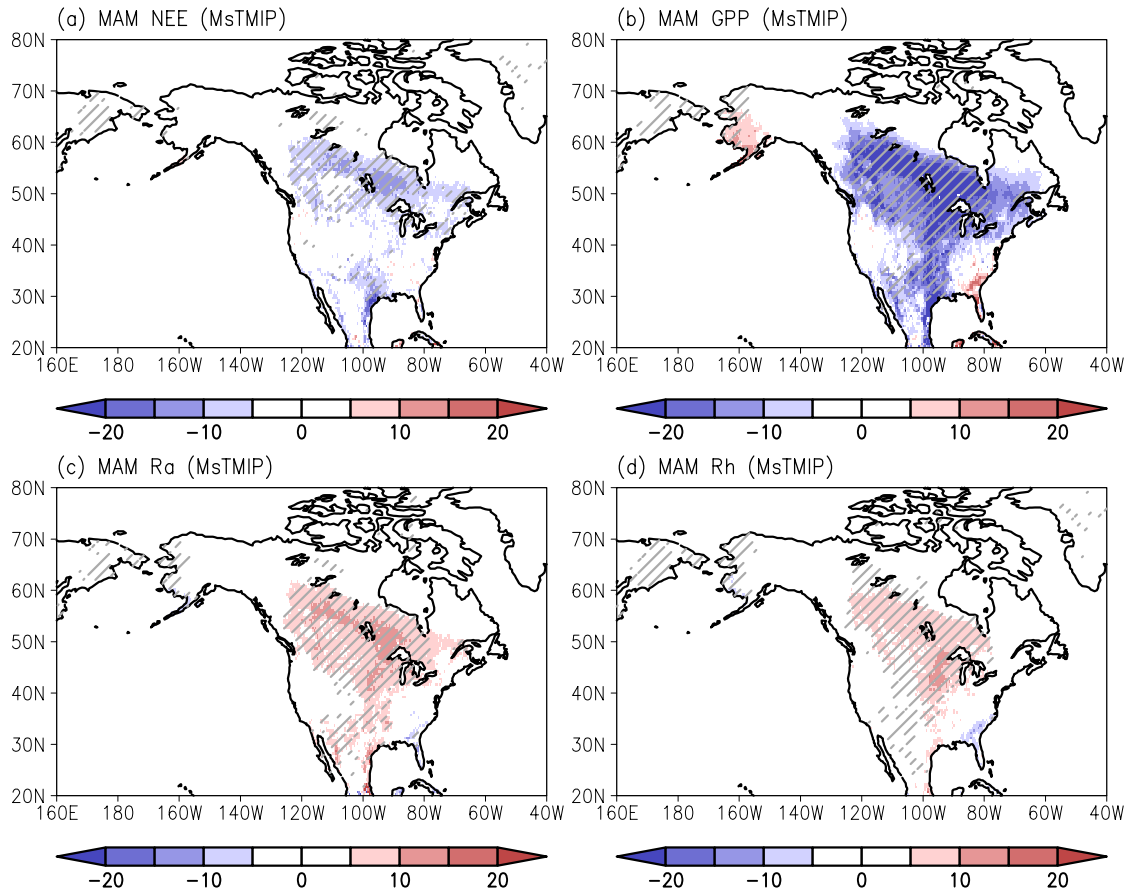 (a) MAM NEE (MsTMIP)
80N
70N
60N
50N
40N
30N
20N
160E 180 160W 140W 120W 100W 80W 60W 40W
−20 −10 0 10 20
(b) MAM GPP (MsTMIP)
80N
70N
60N
50N
40N
30N
20N
160E 180 160W 140W 120W 100W 80W 60W 40W
−20 −10 0 10 20
(c) MAM Ra (MsTMIP)
80N
70N
60N
50N
40N
30N
20N
160E 180 160W 140W 120W 100W 80W 60W 40W
−20 −10 0 10 20
(d) MAM Rh (MsTMIP)
80N
70N
60N
50N
40N
30N
20N
160E 180 160W 140W 120W 100W 80W 60W 40W
−20 −10 0 10 20